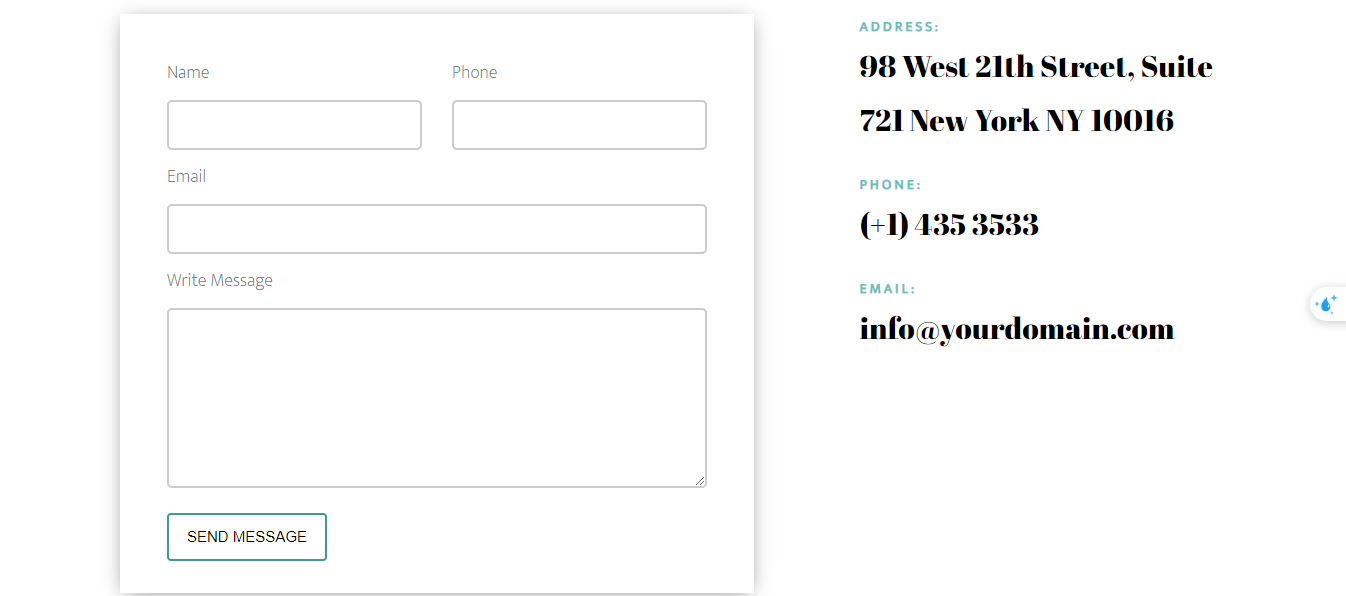 Name
Phone
Email
Write Message
SEND MESSAGE
ADDRESS:
98 West 21th Street, Suite
721 New York NY 10016
PHONE:
(+1) 435 3533
EMAIL:
info@yourdomain.com